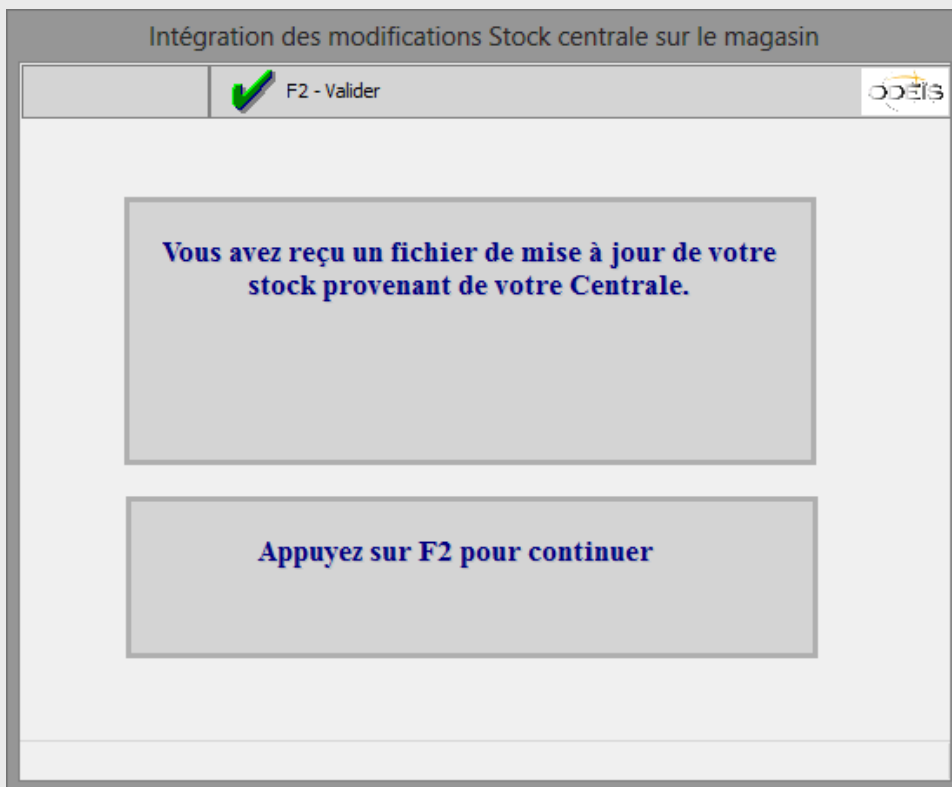 Intégration des modifications Stock centrale sur le magasin
F2 - Valider
ODEIS
Vous avez reçu un fichier de mise à jour de votre
stock provenant de votre Centrale.
Appuyez sur F2 pour continuer